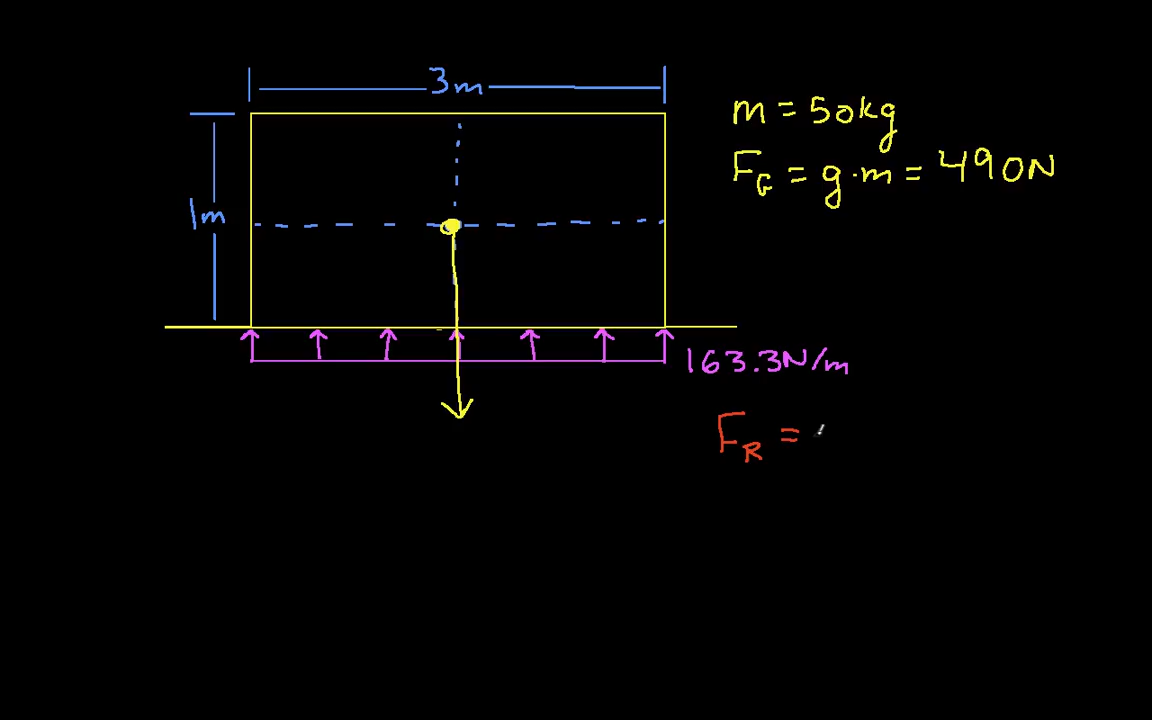 3m
m = 50kg
F_G = g·m = 490N
1m
163.3N/m
F_R =